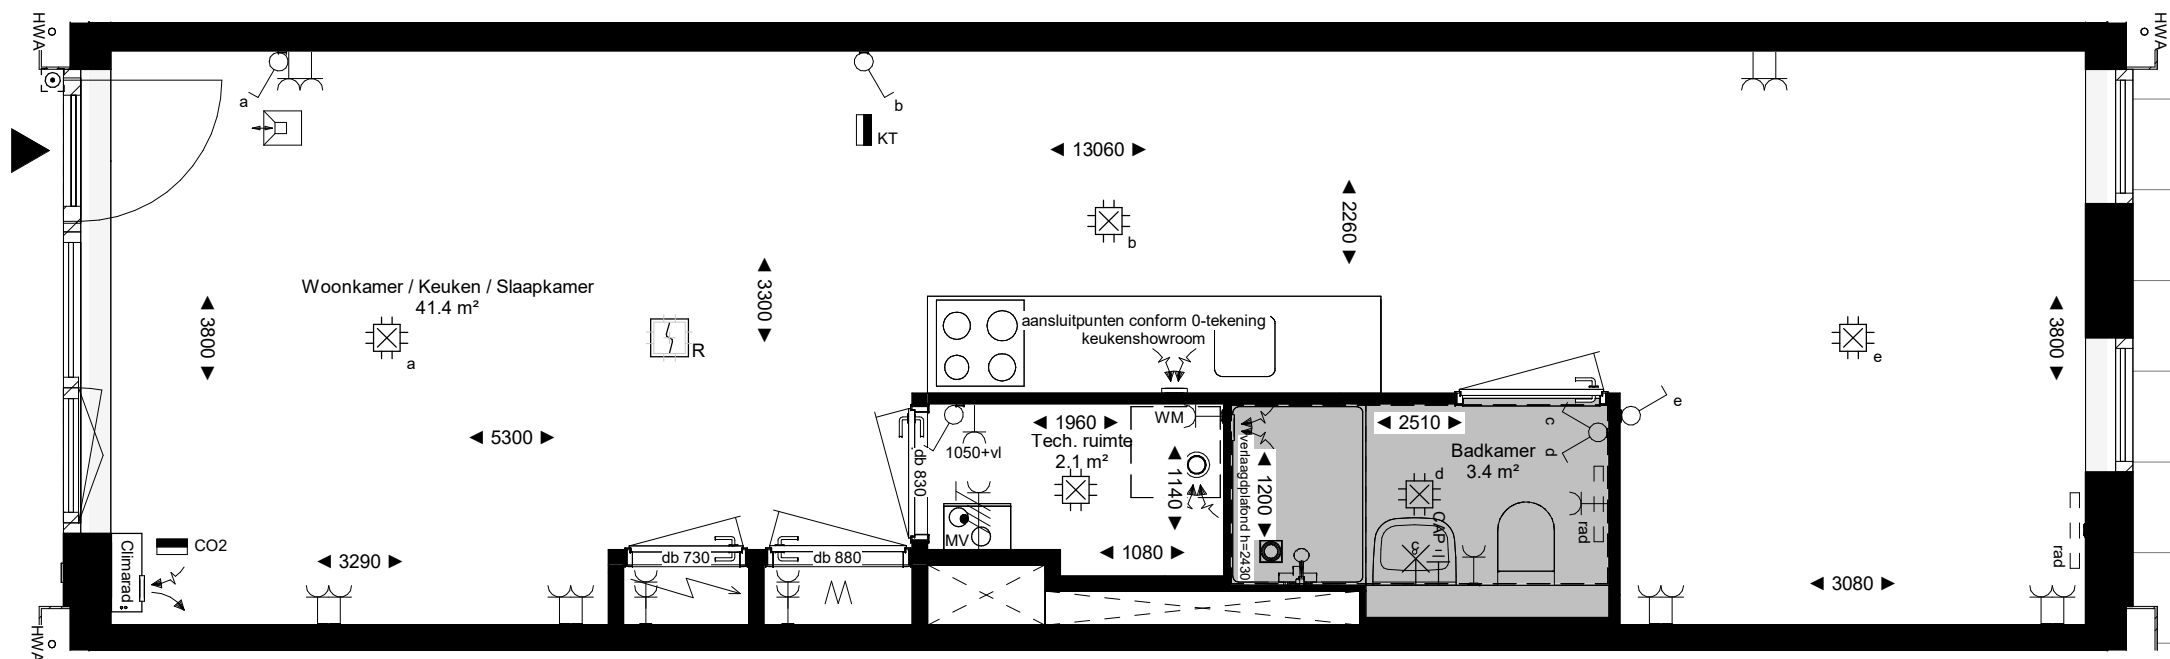 HWA
HWA
a
b
KT
13060
2260
b
Woonkamer / Keuken / Slaapkamer
41.4 m²
3800
a
R
3300
aansluitpunten conform 0-tekening
keukenshowroom
e
3800
e
5300
1050+vl
1960
Tech. ruimte
2.1 m²
WM
1140
db 830
MV
1080
verlaagdplafond h=2430
1200
2510
Badkamer
3.4 m²
c
d
d
CAP
c
rad
rad
Climarad
CO2
3290
db 730
db 880
3080
HWA